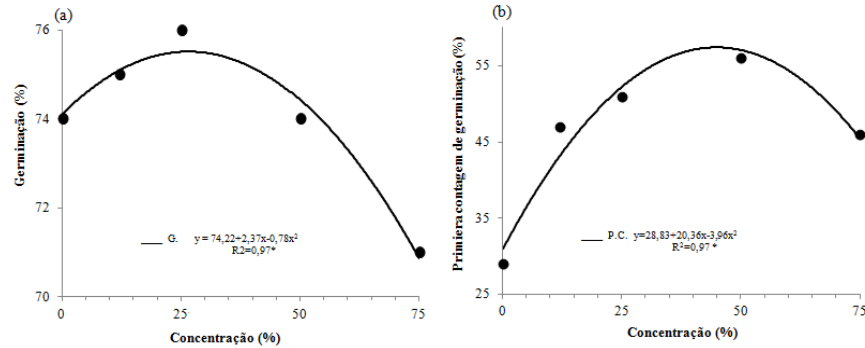 (a)
76
74
72
70
Germinação (%)
G. y = 74,22+2,37x-0,78x²
R2=0,97*
0 25 50 75
Concentração (%)
(b)
55
45
35
25
Primiera contagem de germinação (%)
P.C. y=28,83+20,36x-3,96x²
R²=0,97 *
0 25 50 75
Concentração (%)